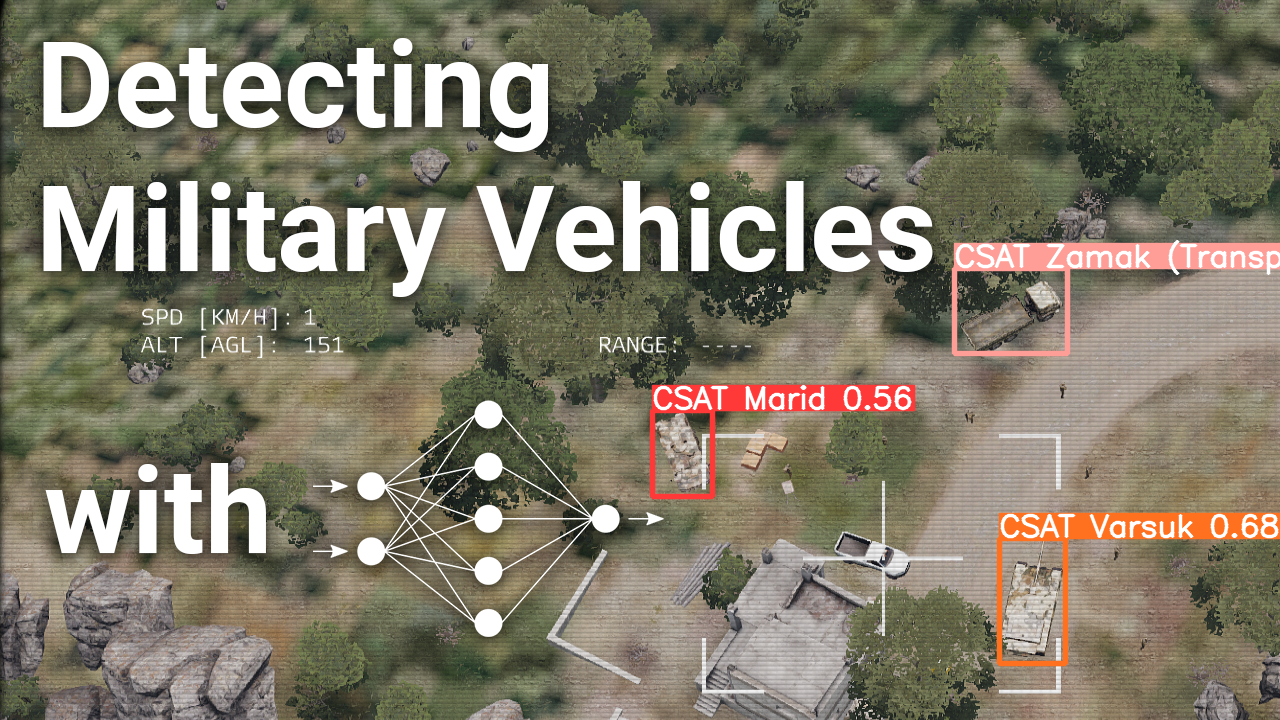 Detecting
Military Vehicles
CSAT Zamak (Transp
SPD [KM/H]: 1
ALT [AGL]: 151
RANGE: ----
CSAT Marid 0.56
with
CSAT Varsuk 0.68